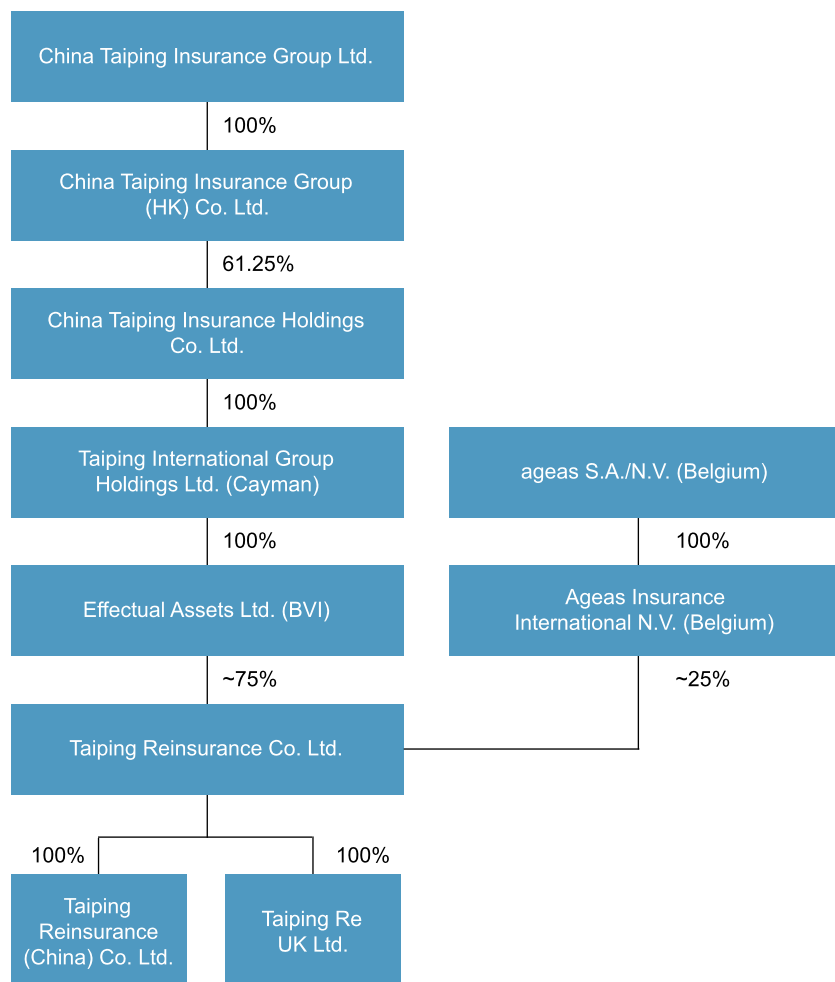 China Taiping Insurance Group Ltd.
100%
China Taiping Insurance Group
(HK) Co. Ltd.
61.25%
China Taiping Insurance Holdings
Co. Ltd.
100%
Taiping International Group
Holdings Ltd. (Cayman)
ageas S.A./N.V. (Belgium)
100%
100%
Effectual Assets Ltd. (BVI)
Ageas Insurance
International N.V. (Belgium)
~75%
~25%
Taiping Reinsurance Co. Ltd.
100%
100%
Taiping
Reinsurance
(China) Co. Ltd.
Taiping Re
UK Ltd.